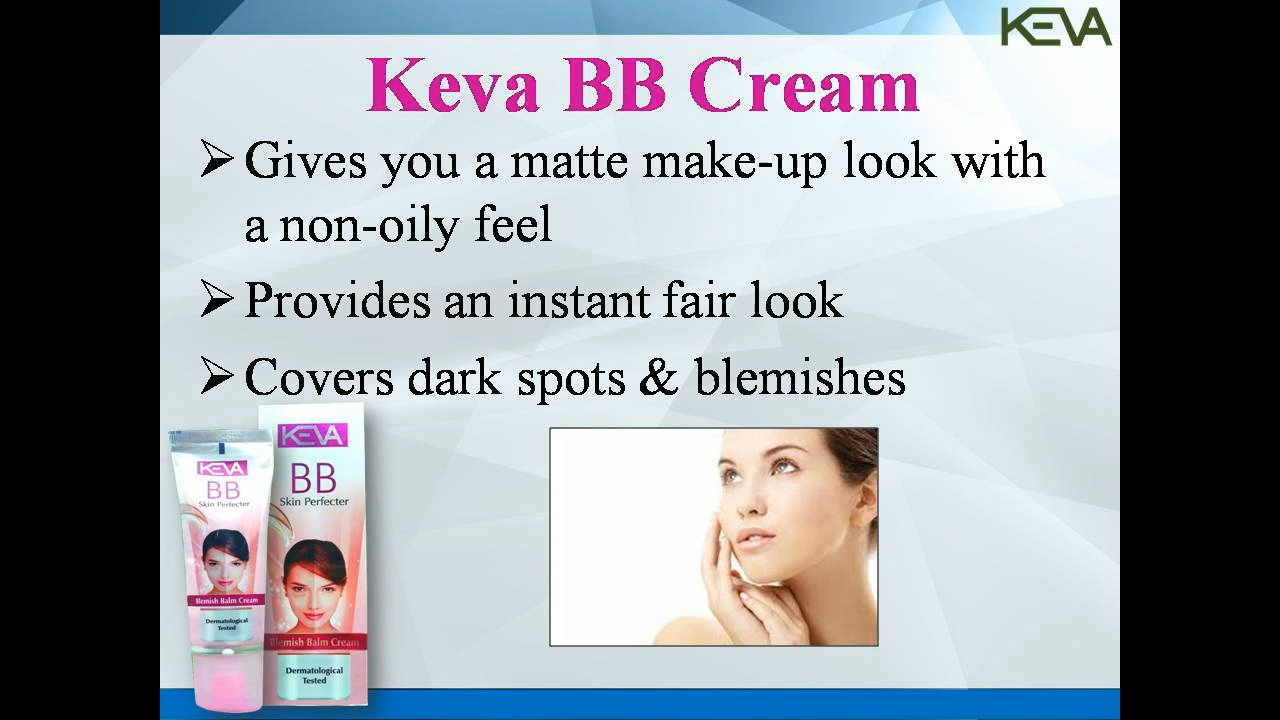 KEVA
Keva BB Cream
➢Gives you a matte make-up look with
a non-oily feel
➢Provides an instant fair look
➢Covers dark spots & blemishes
KEVA
BB
Skin Perfecter
Blemish Balm Cream
Dermatological
Tested
KEVA
BB
Skin Perfecter
Blemish Balm Cream
Dermatological
Tested